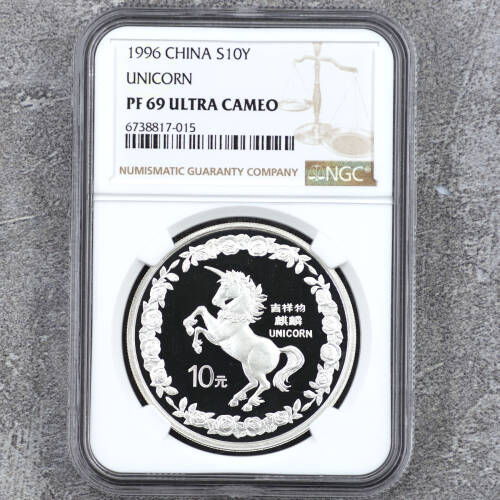 1996 CHINA S10Y
UNICORN
PF 69 ULTRA CAMEO
6738817-015
NUMISMATIC GUARANTY COMPANY
NGC
吉祥物
麒麟
UNICORN
10元